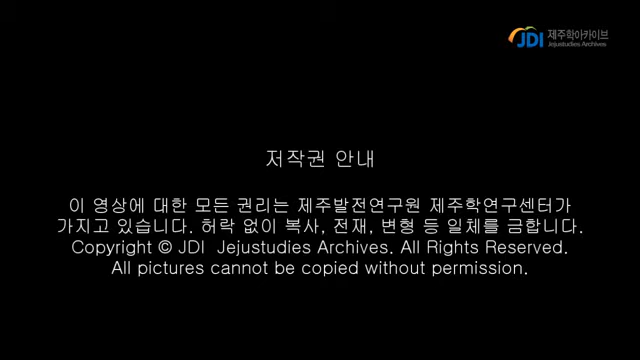 JDI 제주학아카이브
Jejustudies Archives
저작권 안내
이 영상에 대한 모든 권리는 제주발전연구원 제주학연구센터가
가지고 있습니다. 허락 없이 복사, 전재, 변형 등 일체를 금합니다.
Copyright © JDI  Jejustudies Archives. All Rights Reserved.
All pictures cannot be copied without permission.